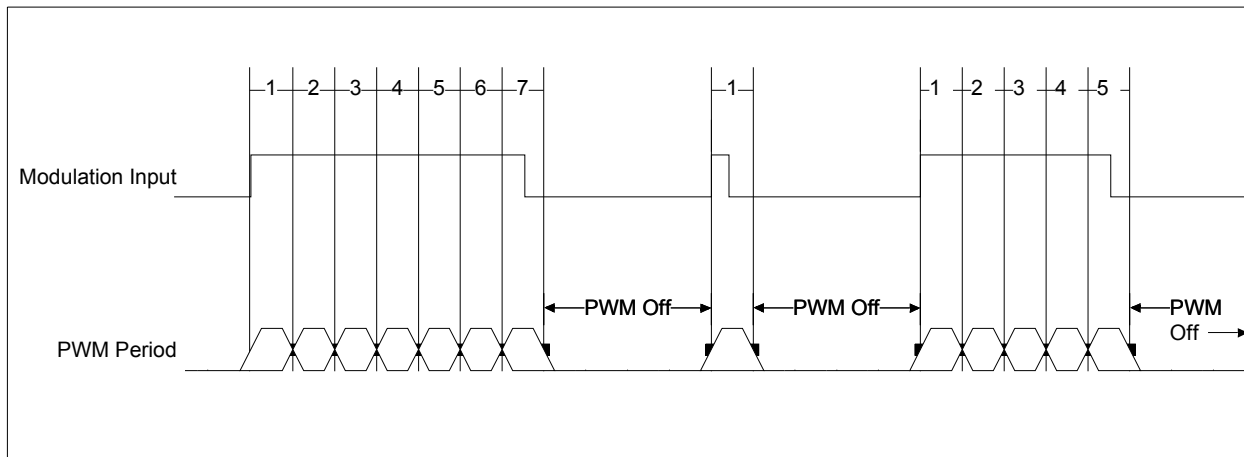 1 2 3 4 5 6 7 1 1 2 3 4 5
Modulation Input
PWM Off PWM Off PWM
Off
PWM Period